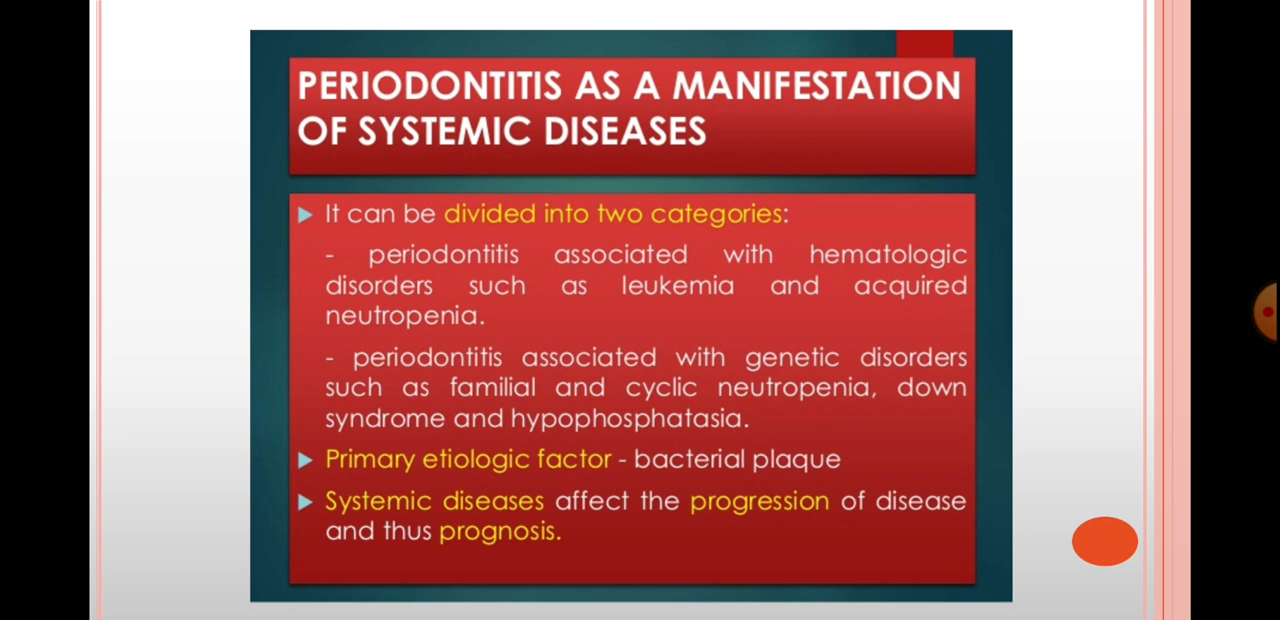 PERIODONTITIS AS A MANIFESTATION
OF SYSTEMIC DISEASES
It can be divided into two categories:
- periodontitis associated with hematologic
disorders such as leukemia and acquired
neutropenia.
- periodontitis associated with genetic disorders
such as familial and cyclic neutropenia, down
syndrome and hypophosphatasia.
Primary etiologic factor - bacterial plaque
Systemic diseases affect the progression of disease
and thus prognosis.